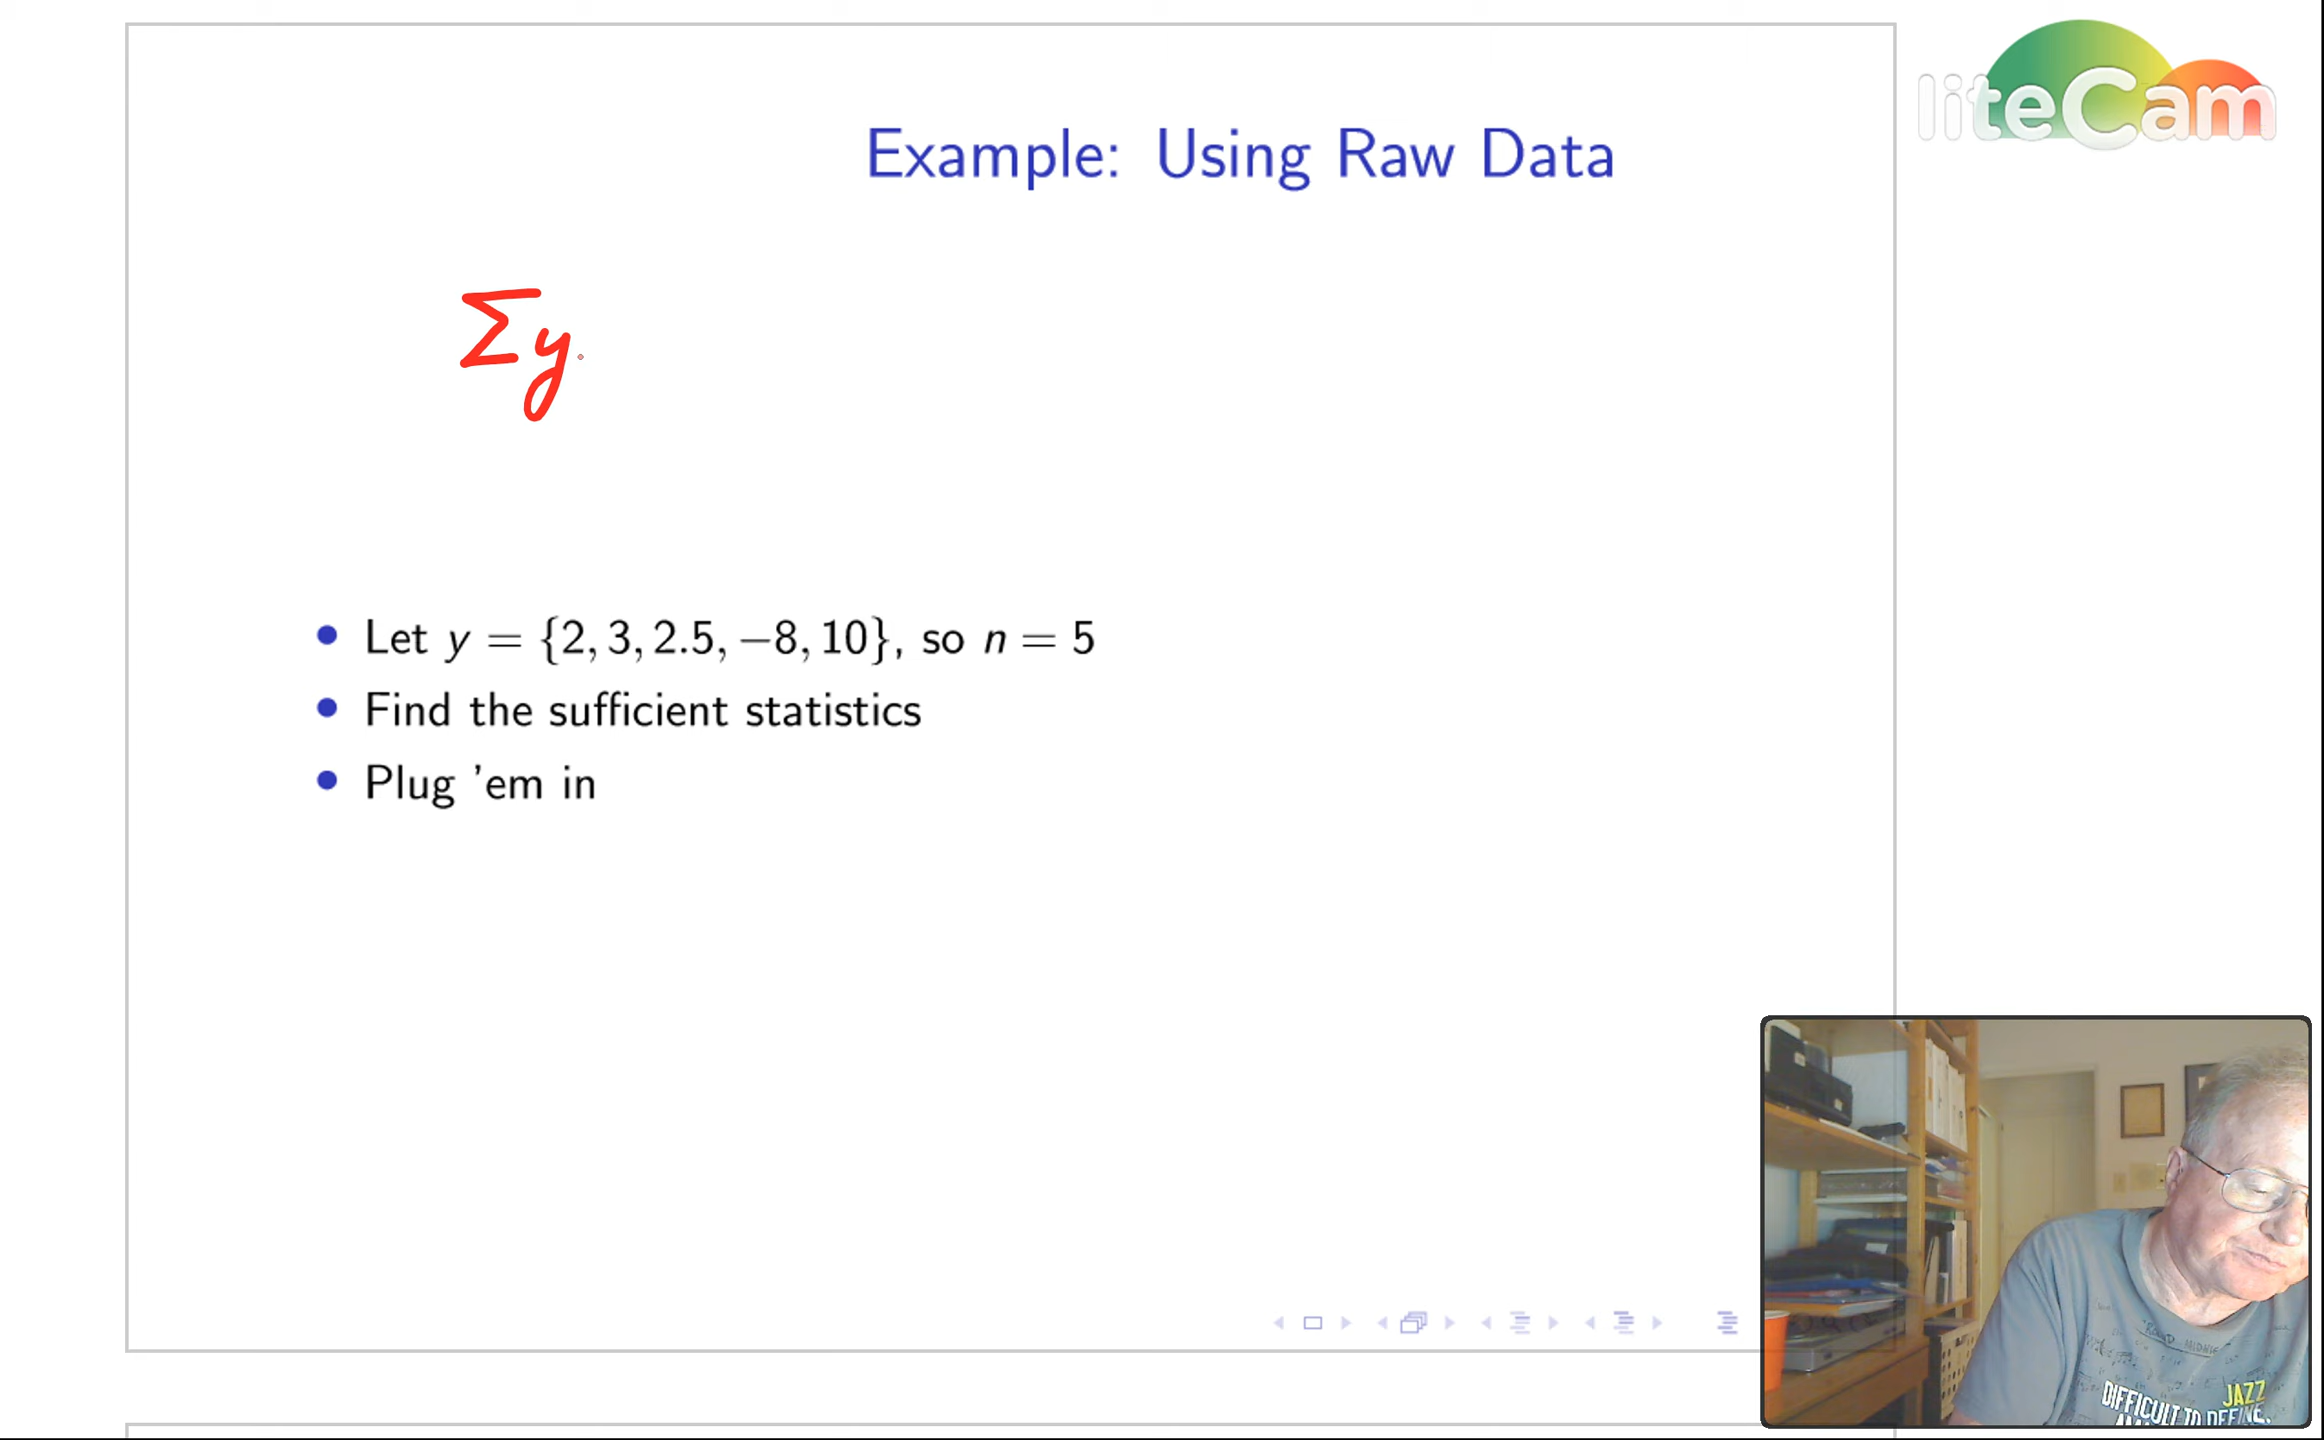 liteCam
Example: Using Raw Data
Σy
• Let y = {2, 3, 2.5, −8, 10}, so n = 5
• Find the sufficient statistics
• Plug ’em in
JAZZ
DIFFICULT TO DEFINE.